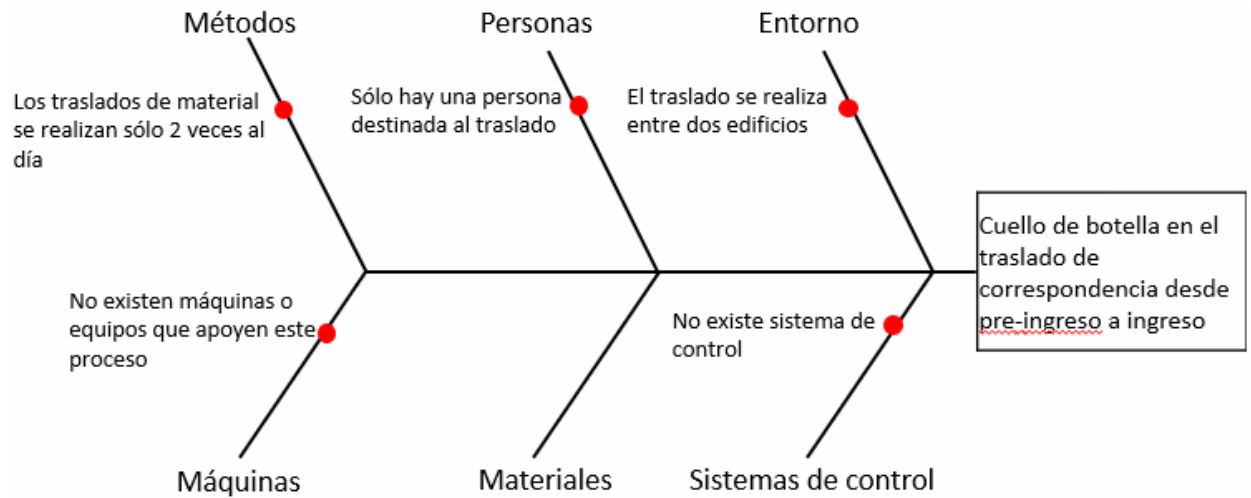 Métodos
Personas
Entorno
Los traslados de material
se realizan sólo 2 veces al
día
Sólo hay una persona
destinada al traslado
El traslado se realiza
entre dos edificios
Cuello de botella en el
traslado de
correspondencia desde
pre-ingreso a ingreso
No existen máquinas o
equipos que apoyen este
proceso
No existe sistema de
control
Máquinas
Materiales
Sistemas de control